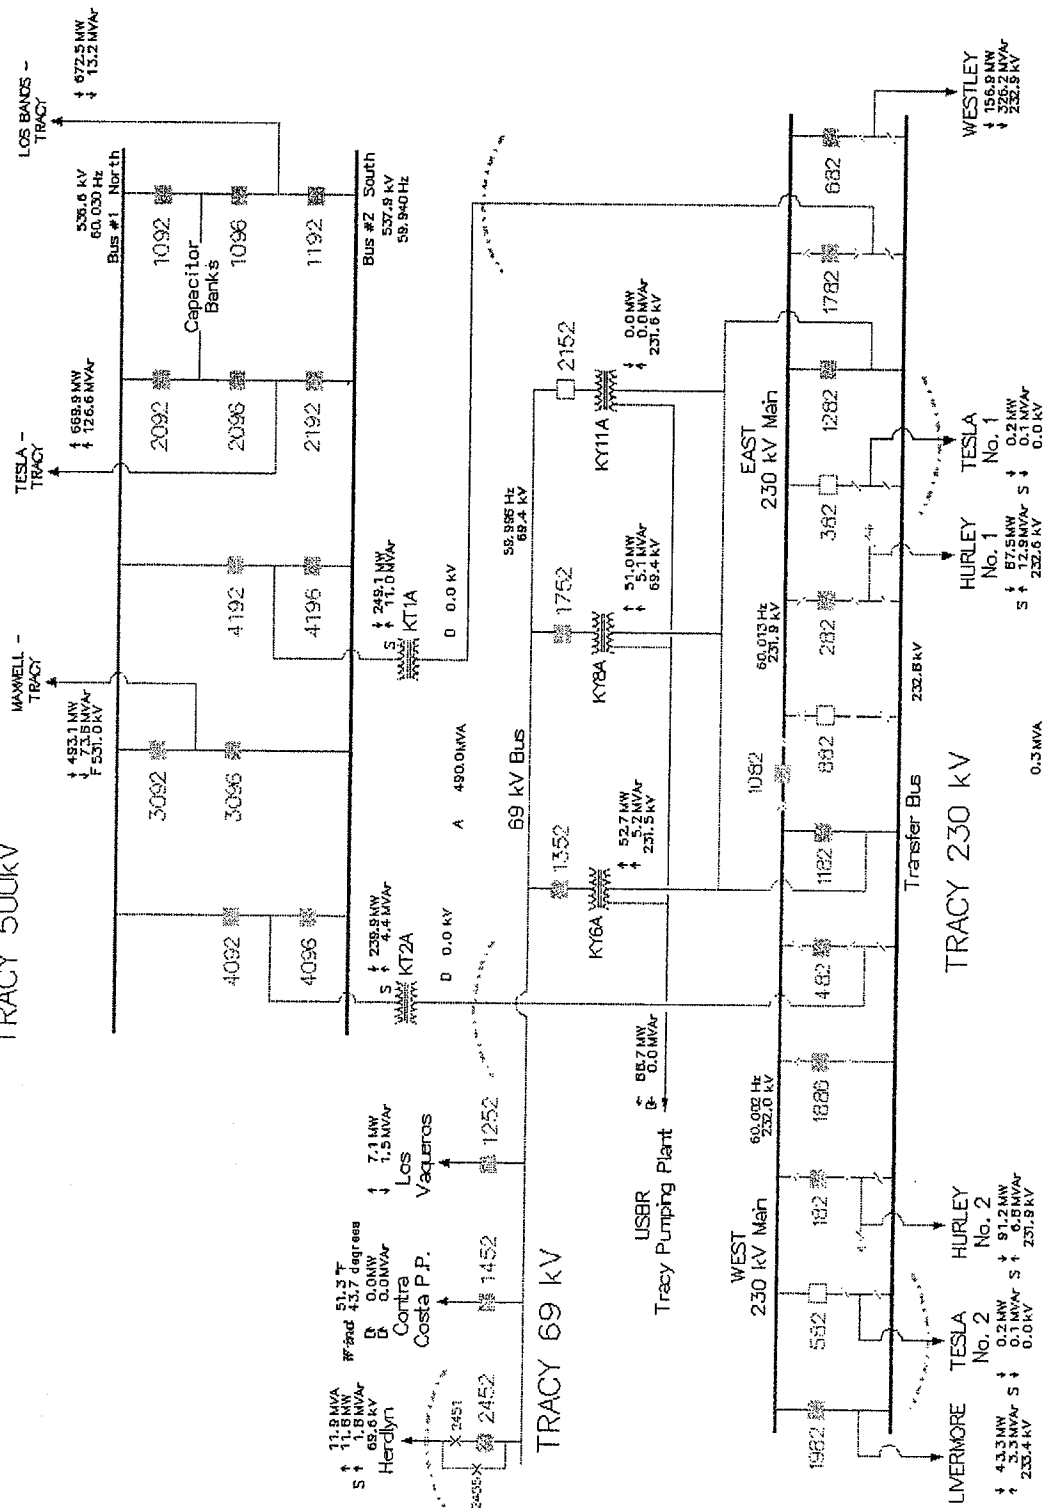 TRACY 500kV
MAXWELL -
TRACY
493.1 MW
73.8 MVAr
F 531.0 kV
TESLA -
TRACY
669.9 MW
126.6 MVAr
LOS BANOS -
TRACY
672.5 MW
13.2 MVAr
536.6 kV
60.030 Hz
Bus #1 North
4092
4096
3092
3096
4192
4196
2092
2096
2192
Capacitor
Banks
1092
1096
1192
Bus #2 South
537.9 kV
59.940 Hz
239.9 MW
S ↑ 4.4 MVAr
KT2A
D 0.0 kV
A 490.0MVA
249.1 MW
S ↑ 11.0 MVAr
KT1A
D 0.0 kV
11.9 MVA
S ↑ 11.8 MW
↑ 1.8 MVAr
69.6 kV
Herdlyn
2451
2435
2452
Wind 51.3 °F
43.7 degrees
0.0MW
0.0MVAr
Contra
Costa P.P.
1452
↑ 7.1 MW
↓ 1.5 MVAr
Los
Vaqueros
1252
TRACY 69 kV
69 kV Bus
59.996 Hz
69.4 kV
1352
KY6A
↑ 52.7 MW
↑ 5.2 MVAr
231.5 kV
1752
KY8A
↑ 51.0 MW
↑ 5.1 MVAr
69.4 kV
2152
KY11A
0.0 MW
0.0 MVAr
231.6 kV
88.7 MW
0.0 MVAr
USBR
Tracy Pumping Plant
WEST
230 kV Main
60.002 Hz
232.0 kV
1082
60.013 Hz
231.9 kV
EAST
230 kV Main
1982
582
182
1886
482
1182
882
282
382
1282
1782
682
Transfer Bus
232.8 kV
TRACY 230 kV
LIVERMORE
↓ 43.3 MW
↑ 3.3 MVAr
233.4 kV
TESLA
No. 2
↓ 0.2 MW
S ↓ 0.1 MVAr
0.0 kV
HURLEY
No. 2
↓ 91.2 MW
S ↑ 6.8 MVAr
231.9 kV
0.3 MVA
HURLEY
No. 1
↓ 87.5MW
S ↑ 12.9MVAr
232.6 kV
TESLA
No. 1
↓ 0.2 MW
S ↓ 0.1 MVAr
0.0 kV
WESTLEY
↓ 156.9 MW
↓ 326.2 MVAr
232.9 kV